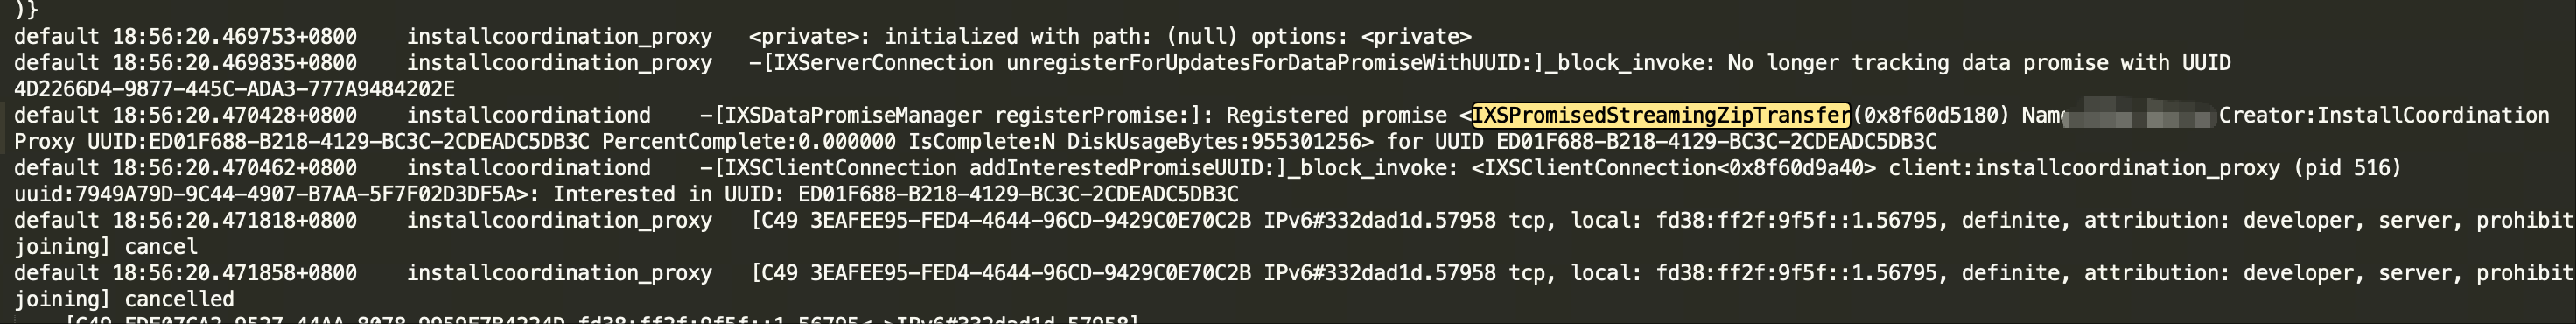 )}
default 18:56:20.469753+0800 installcoordination_proxy <private>: initialized with path: (null) options: <private>
default 18:56:20.469835+0800 installcoordination_proxy -[IXServerConnection unregisterForUpdatesForDataPromiseWithUUID:]_block_invoke: No longer tracking data promise with UUID
4D2266D4-9877-445C-ADA3-777A9484202E
default 18:56:20.470428+0800 installcoordinationd -[IXSDataPromiseManager registerPromise:]: Registered promise <IXSPromisedStreamingZipTransfer(0x8f60d5180) Creator:InstallCoordination
Proxy UUID:ED01F688-B218-4129-BC3C-2CDEADC5DB3C PercentComplete:0.000000 IsComplete:N DiskUsageBytes:955301256> for UUID ED01F688-B218-4129-BC3C-2CDEADC5DB3C
default 18:56:20.470462+0800 installcoordinationd -[IXSClientConnection addInterestedPromiseUUID:]_block_invoke: <IXSClientConnection<0x8f60d9a40> client:installcoordination_proxy (pid 516)
uuid:7949A79D-9C44-4907-B7AA-5F7F02D3DF5A>: Interested in UUID: ED01F688-B218-4129-BC3C-2CDEADC5DB3C
default 18:56:20.471818+0800 installcoordination_proxy [C49 3EAFEE95-FED4-4644-96CD-9429C0E70C2B IPv6#332dad1d.57958 tcp, local: fd38:ff2f:9f5f::1.56795, definite, attribution: developer, server, prohibit
joining] cancel
default 18:56:20.471858+0800 installcoordination_proxy [C49 3EAFEE95-FED4-4644-96CD-9429C0E70C2B IPv6#332dad1d.57958 tcp, local: fd38:ff2f:9f5f::1.56795, definite, attribution: developer, server, prohibit
joining] cancelled